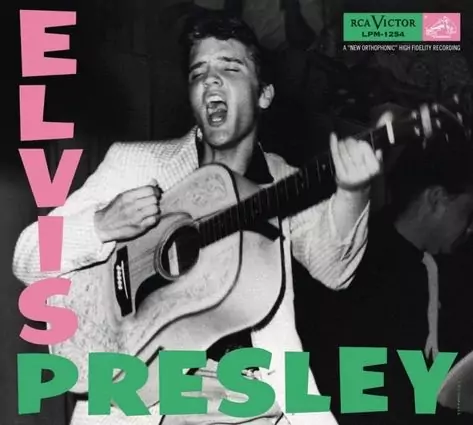 ELVIS
PRESLEY
RCA VICTOR
LPM-1254
A "NEW ORTHOPHONIC" HIGH FIDELITY RECORDING